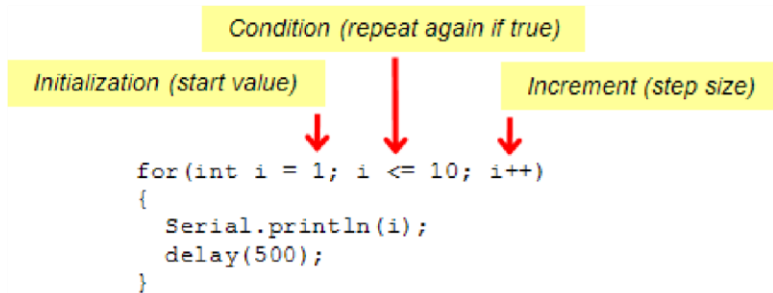 Condition (repeat again if true)
Initialization (start value)
Increment (step size)
for(int i = 1; i <= 10; i++)
{
  Serial.println(i);
  delay(500);
}